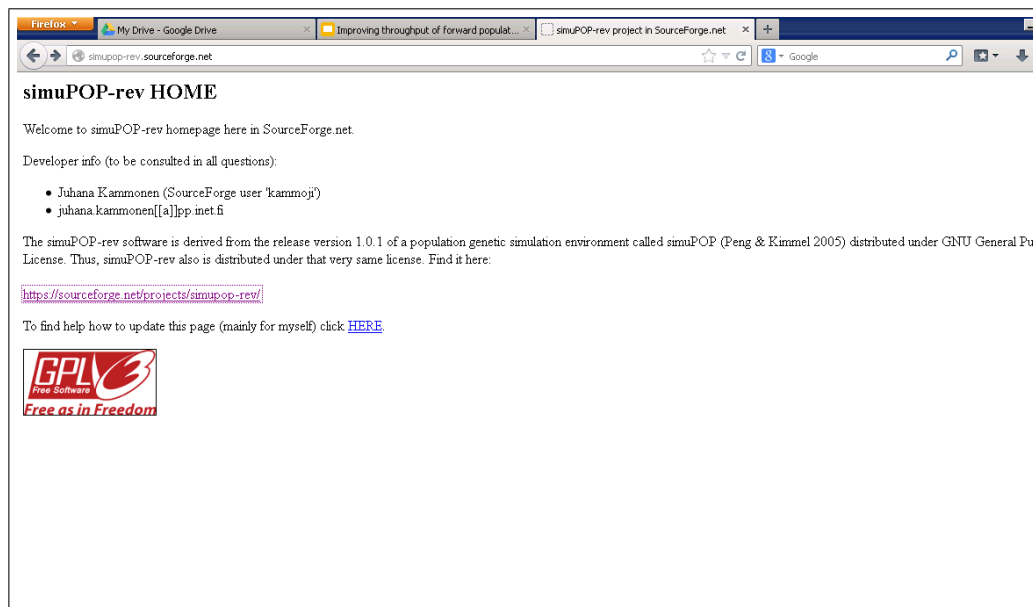 Firefox
My Drive - Google Drive
Improving throughput of forward populat...
simuPOP-rev project in SourceForge.net
simupop-rev.sourceforge.net
Google
simuPOP-rev HOME
Welcome to simuPOP-rev homepage here in SourceForge.net.
Developer info (to be consulted in all questions):
Juhana Kammonen (SourceForge user 'kammoji')
juhana.kammonen[[a]]pp.inet.fi
The simuPOP-rev software is derived from the release version 1.0.1 of a population genetic simulation environment called simuPOP (Peng & Kimmel 2005) distributed under GNU General Pu
License. Thus, simuPOP-rev also is distributed under that very same license. Find it here:
https://sourceforge.net/projects/simupop-rev/
To find help how to update this page (mainly for myself) click HERE.
GPL 3
Free Software
Free as in Freedom